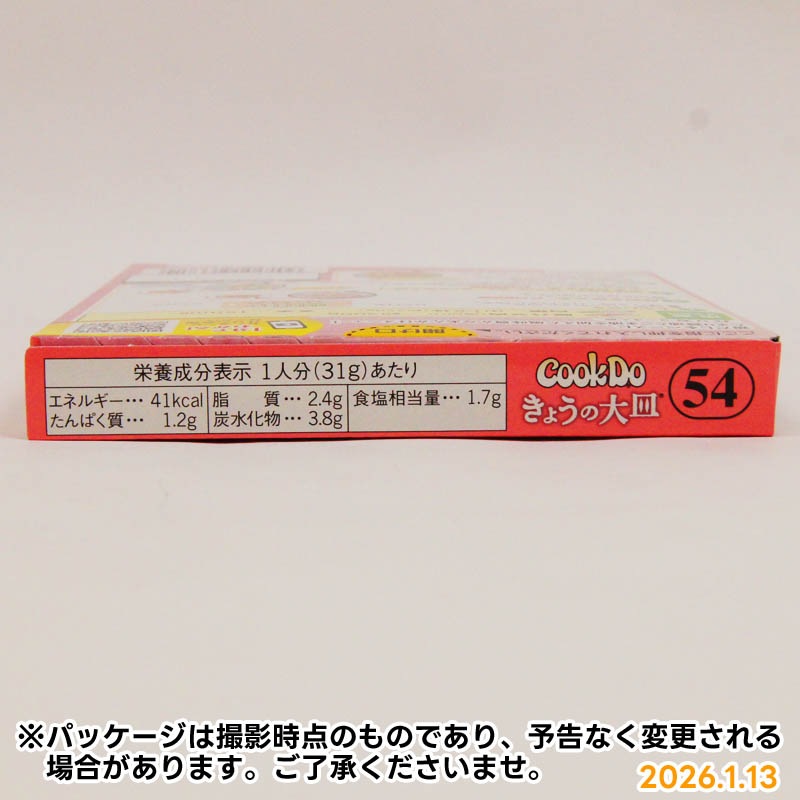 開け口
栄養成分表示 1人分(31g)あたり
エネルギー… 41kcal 脂 質… 2.4g 食塩相当量… 1.7g
たんぱく質… 1.2g 炭水化物… 3.8g
CookDo
きょうの大皿®
54
※パッケージは撮影時点のものであり、予告なく変更される
場合があります。ご了承くださいませ。
2026.1.13